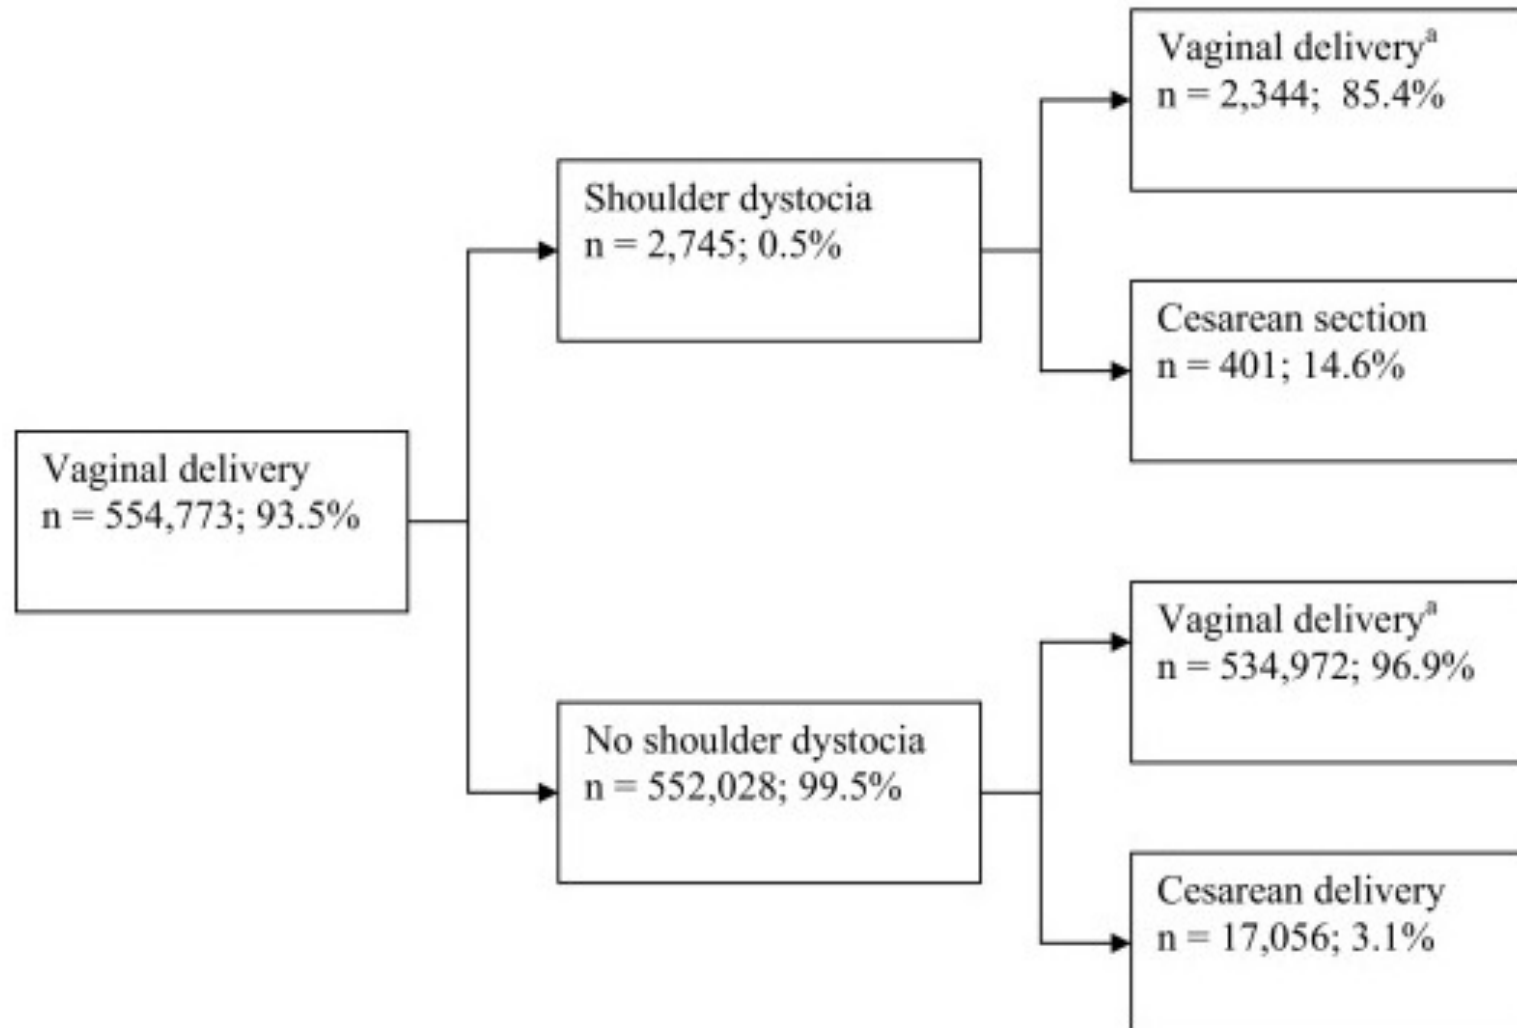 Vaginal deliveryᵃ
n = 2,344; 85.4%
Shoulder dystocia
n = 2,745; 0.5%
Cesarean section
n = 401; 14.6%
Vaginal delivery
n = 554,773; 93.5%
Vaginal deliveryᵃ
n = 534,972; 96.9%
No shoulder dystocia
n = 552,028; 99.5%
Cesarean delivery
n = 17,056; 3.1%